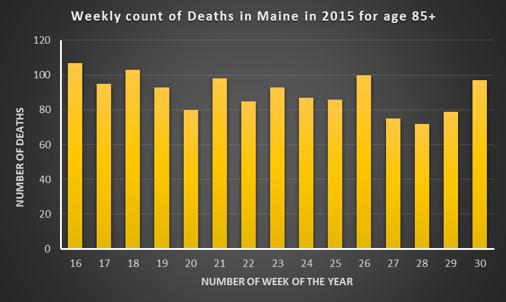 Weekly count of Deaths in Maine in 2015 for age 85+
NUMBER OF DEATHS
120
100
80
60
40
20
0
16 17 18 19 20 21 22 23 24 25 26 27 28 29 30
NUMBER OF WEEK OF THE YEAR